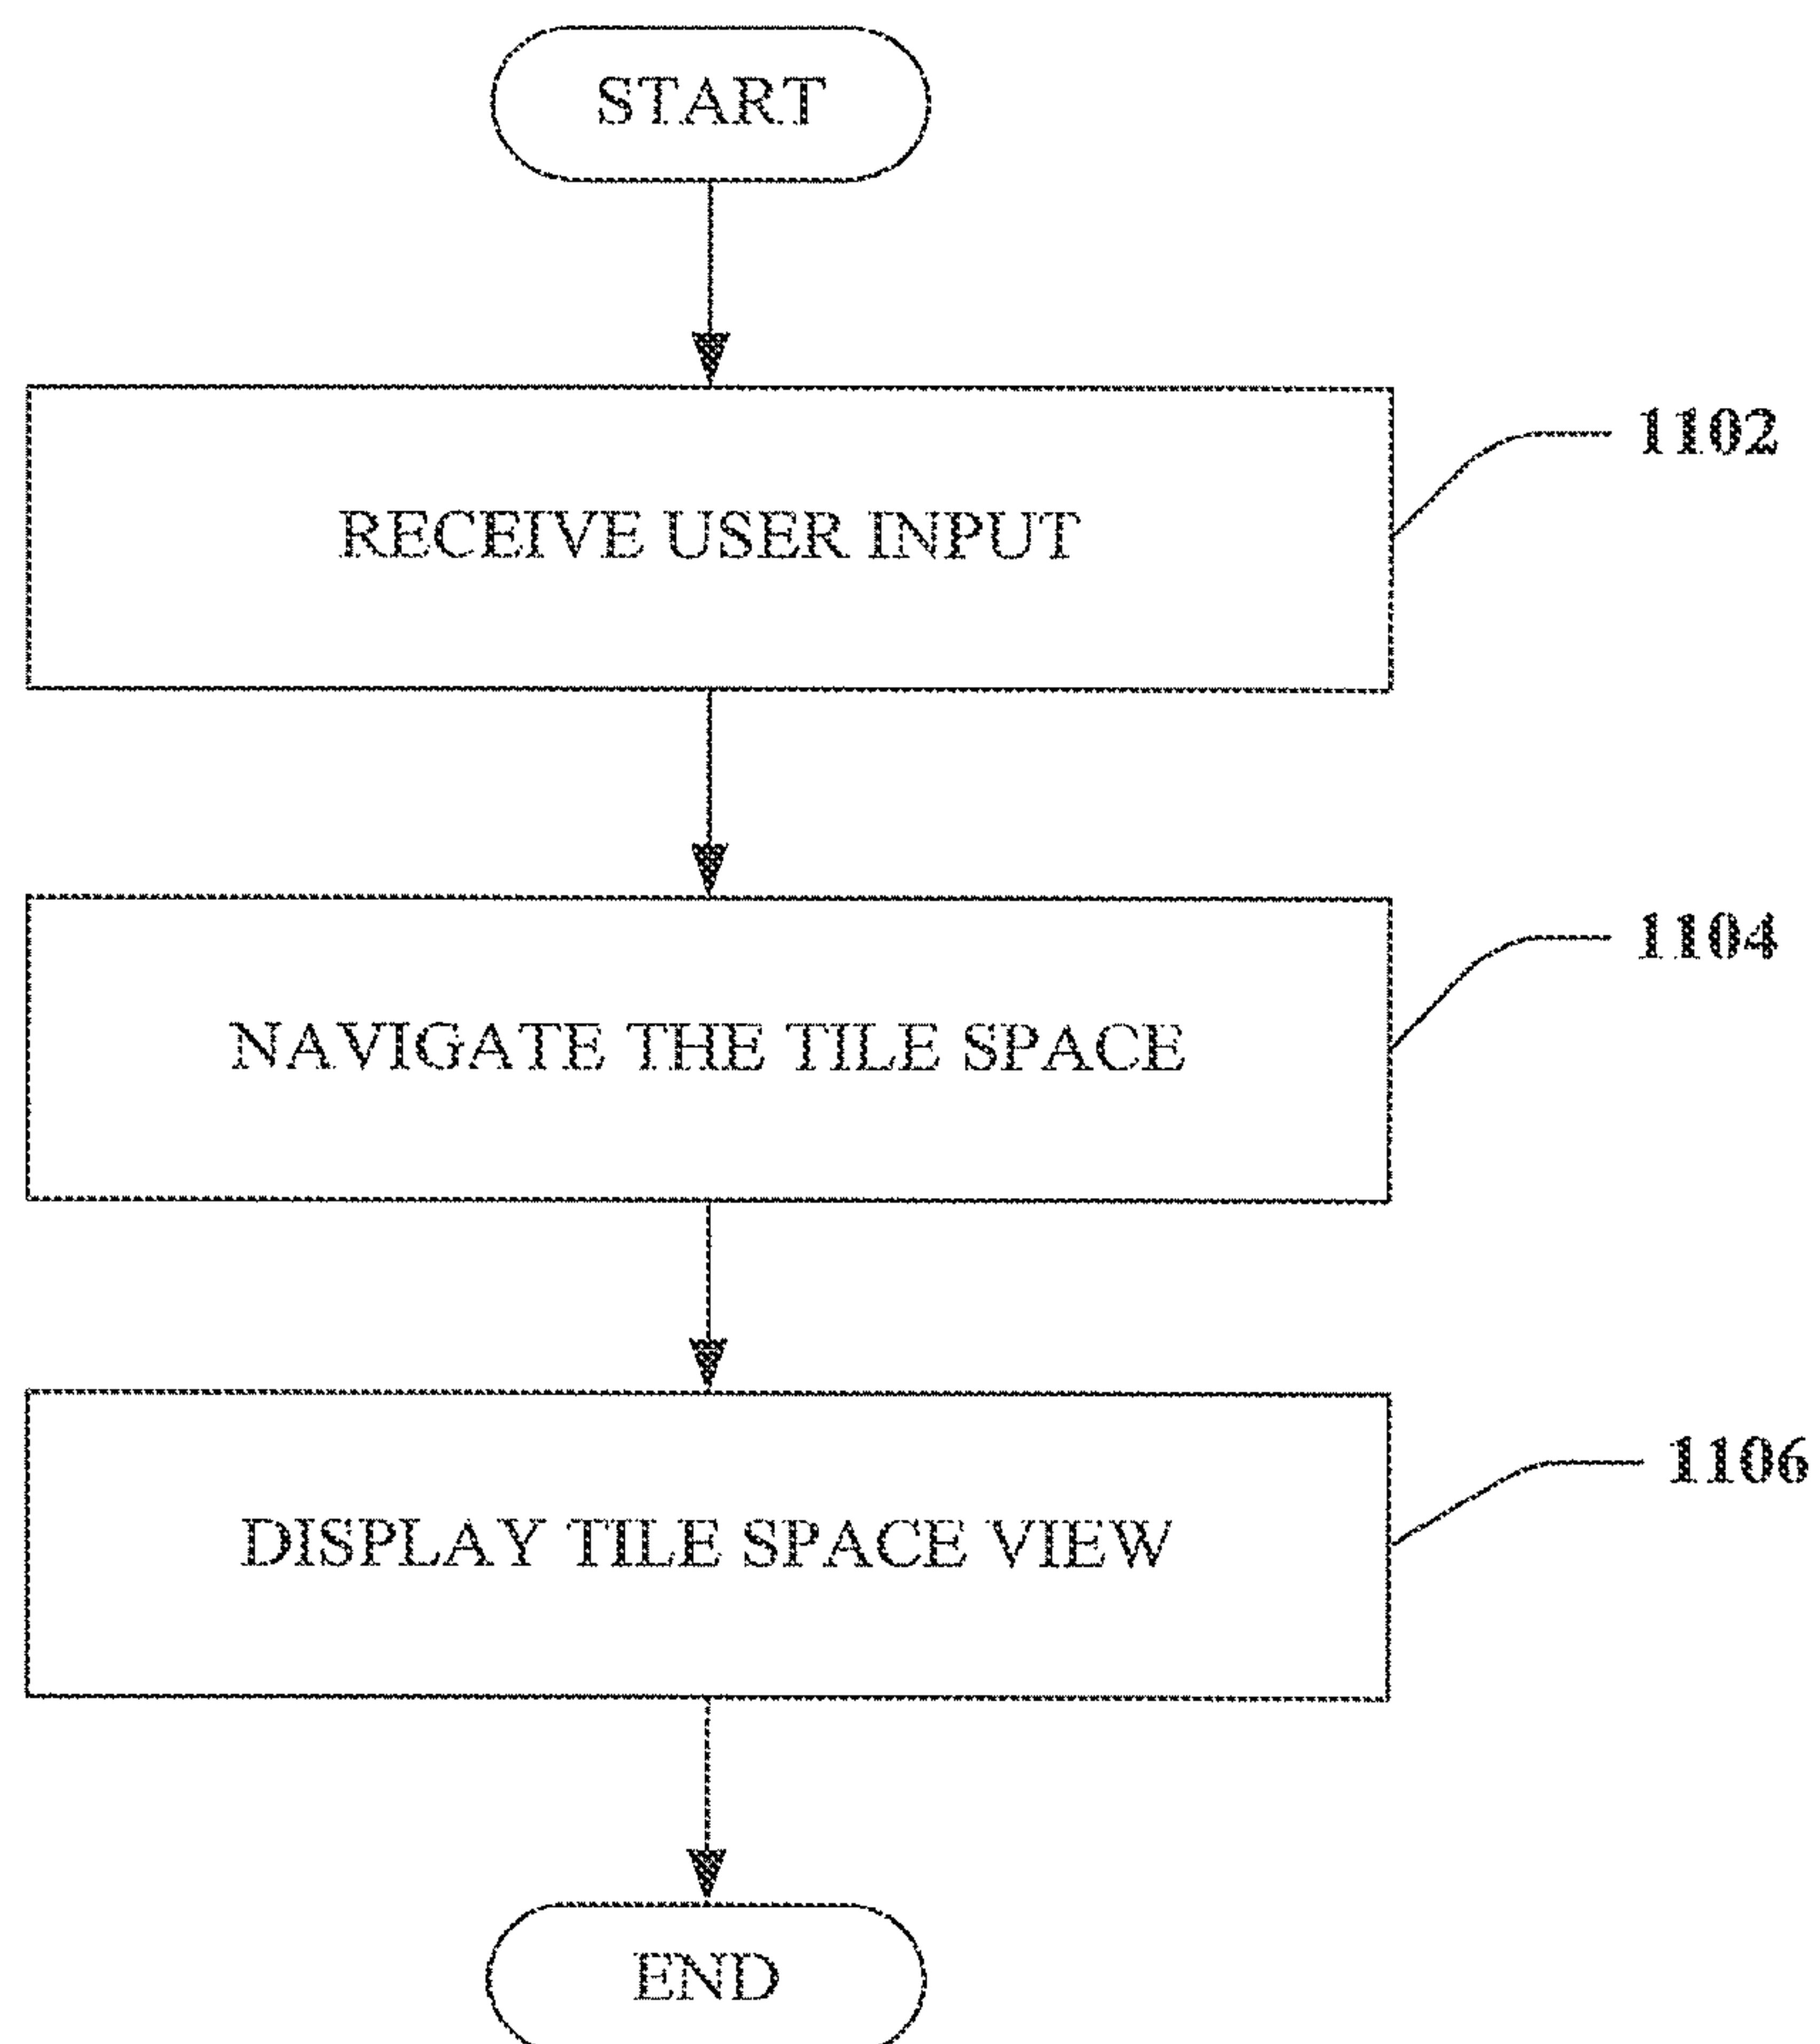 START
RECEIVE USER INPUT
1102
NAVIGATE THE TILE SPACE
1104
DISPLAY TILE SPACE VIEW
1106
END